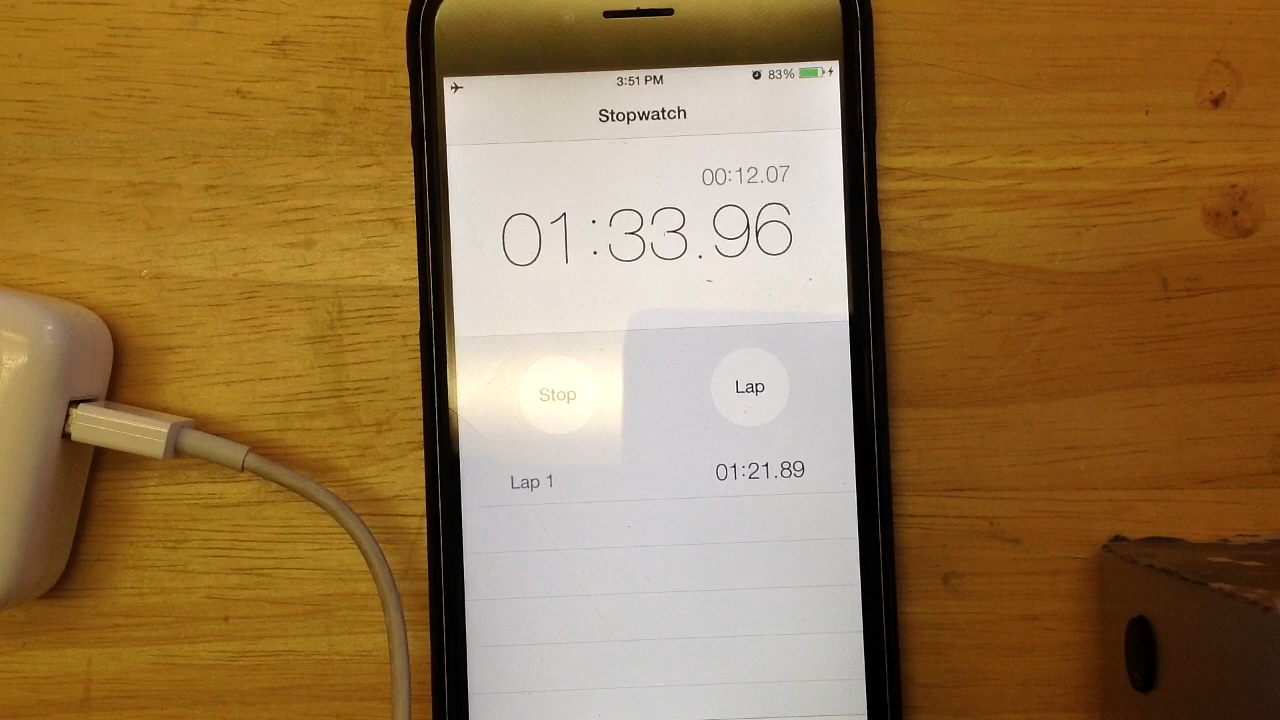 3:51 PM 83%
Stopwatch
00:12.07
01:33.96
Stop Lap
Lap 1 01:21.89